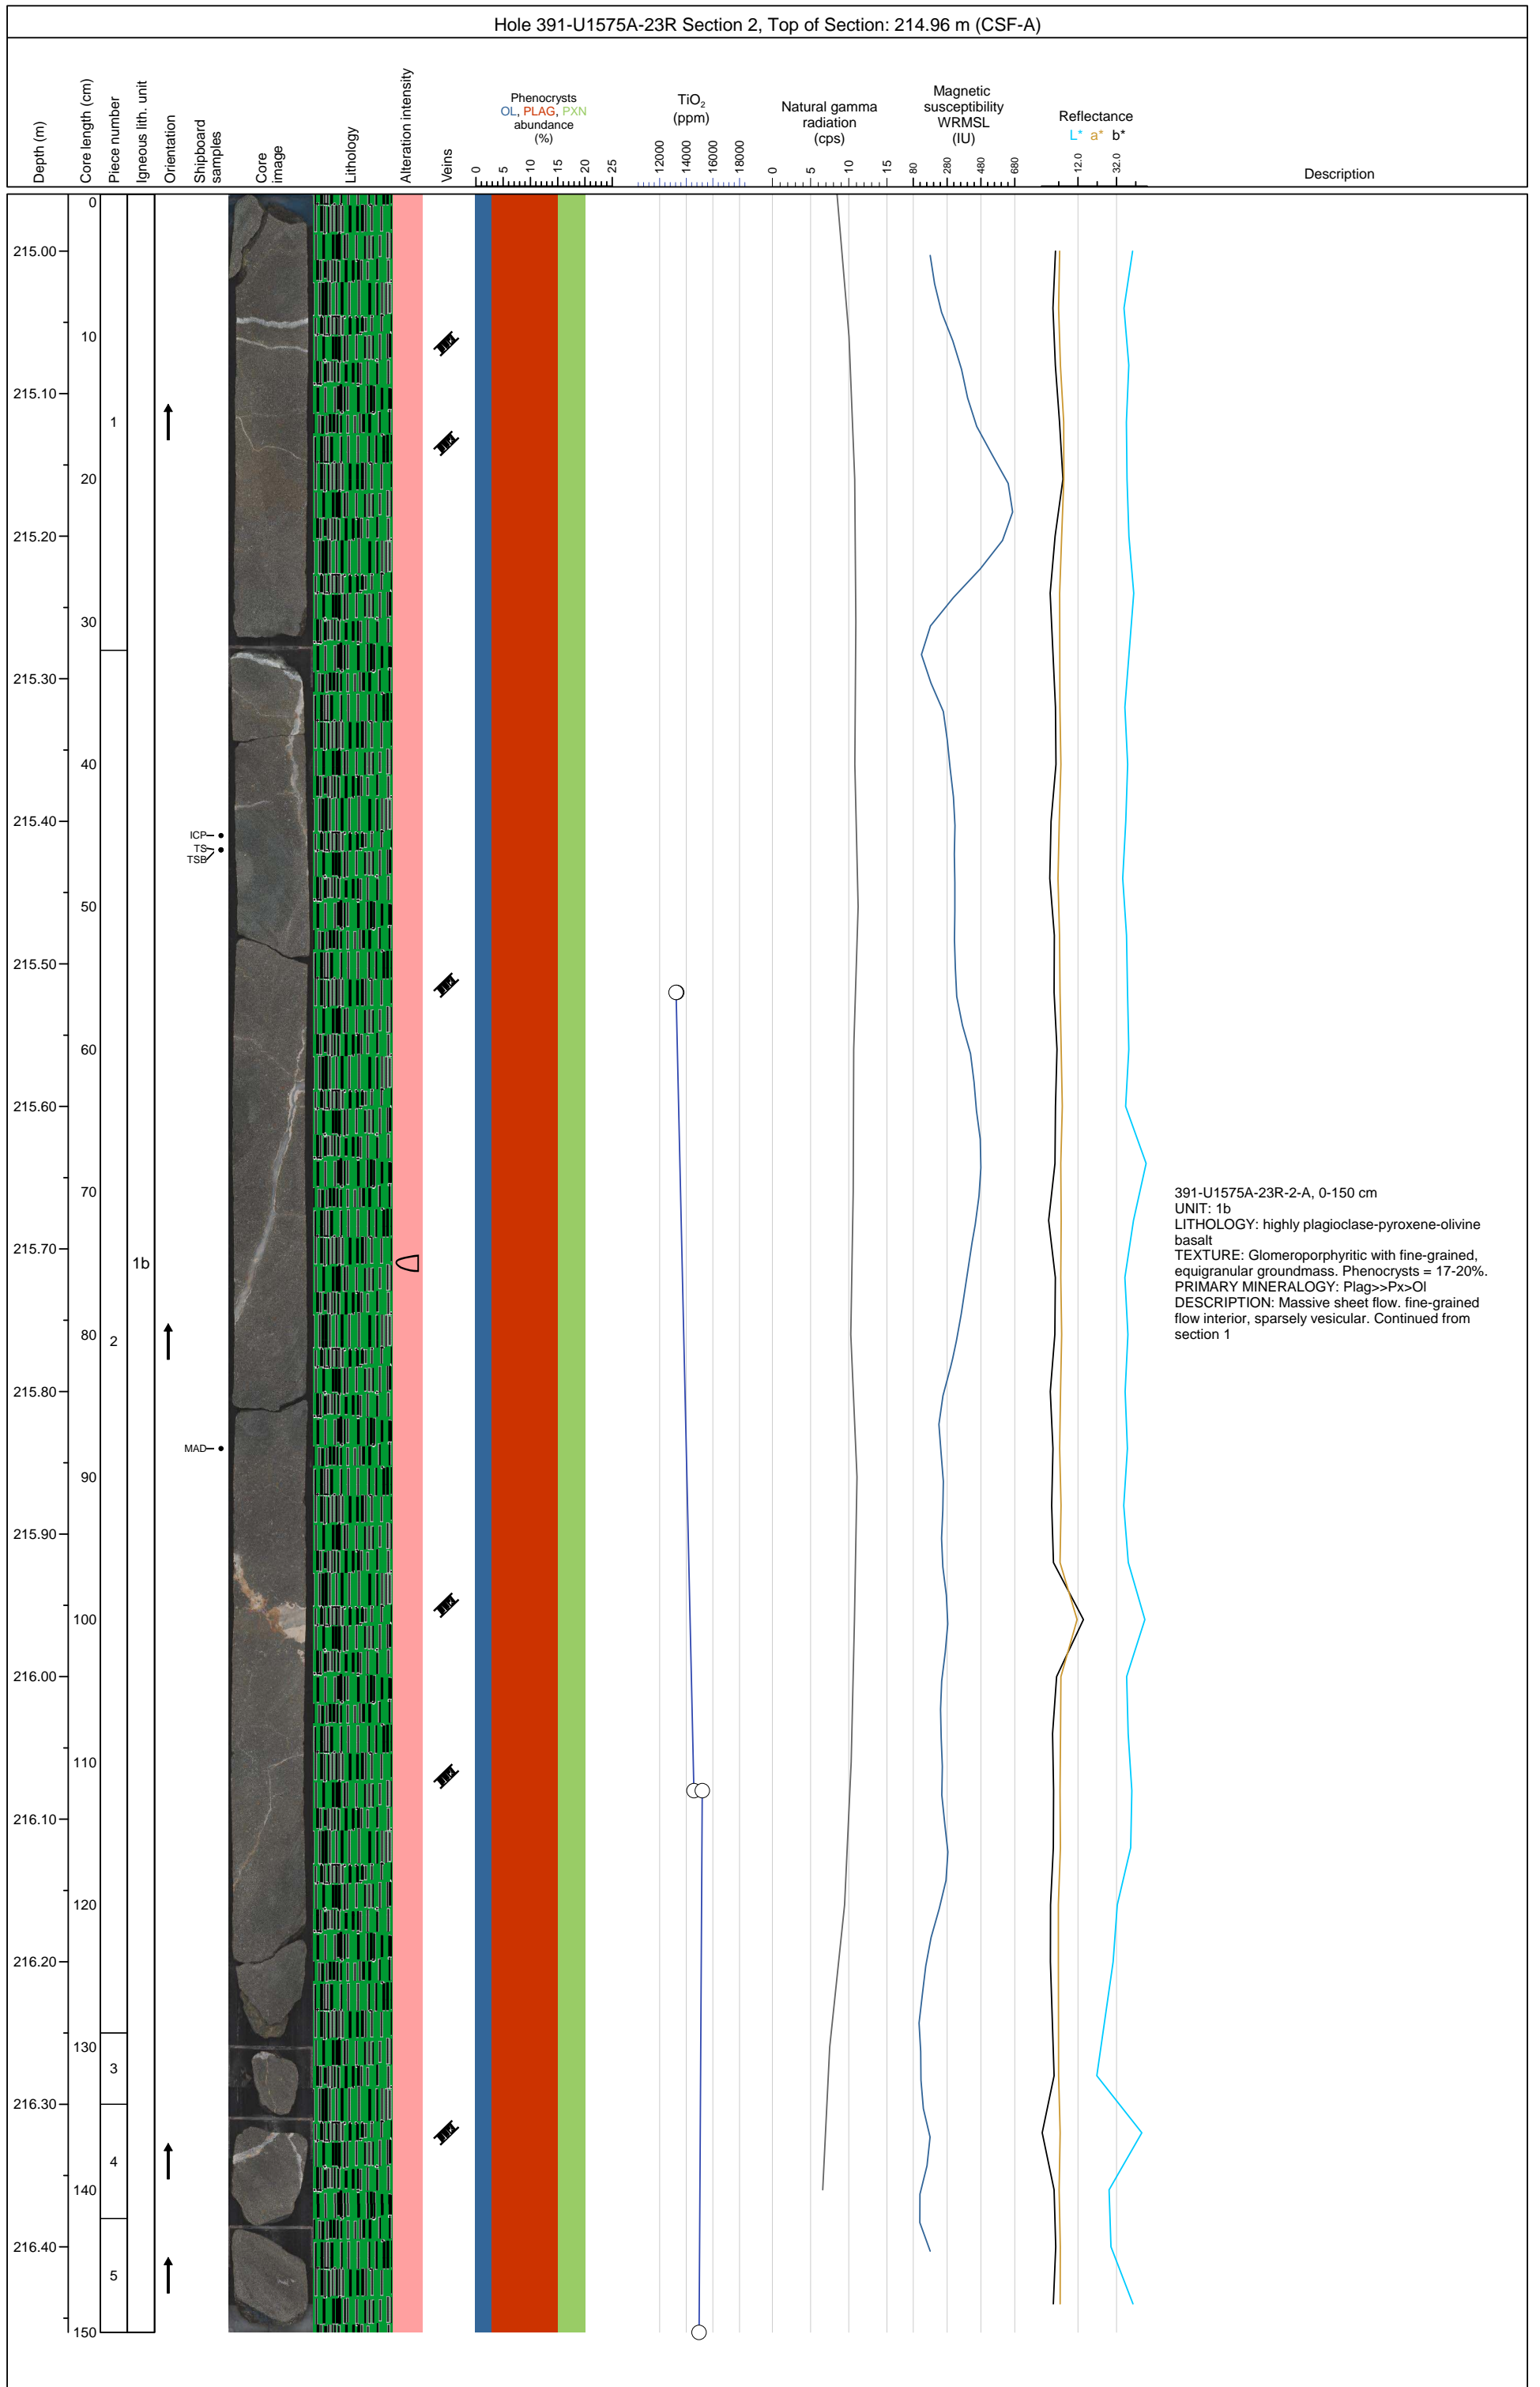 Hole 391-U1575A-23R Section 2, Top of Section: 214.96 m (CSF-A)
Depth (m)
Core length (cm)
Piece number
Igneous lith. unit
Orientation
Shipboard
samples
Core
image
Lithology
Alteration intensity
Veins
Phenocrysts
OL, PLAG, PXN
abundance
(%)
0 5 10 15 20 25
TiO2
(ppm)
12000 14000 16000 18000
Natural gamma
radiation
(cps)
0 5 10 15
Magnetic
susceptibility
WRMSL
(IU)
80 280 480 680
Reflectance
L* a* b*
12.0 32.0
Description
0
215.00
10
215.10
1
20
215.20
30
215.30
40
215.40
ICP
TS
TSB
50
215.50
60
215.60
70
391-U1575A-23R-2-A, 0-150 cm
UNIT: 1b
LITHOLOGY: highly plagioclase-pyroxene-olivine
basalt
TEXTURE: Glomeroporphyritic with fine-grained,
equigranular groundmass. Phenocrysts = 17-20%.
PRIMARY MINERALOGY: Plag>>Px>Ol
DESCRIPTION: Massive sheet flow. fine-grained
flow interior, sparsely vesicular. Continued from
section 1
215.70
1b
80
2
215.80
MAD
90
215.90
100
216.00
110
216.10
120
216.20
130
3
216.30
4
140
216.40
5
150